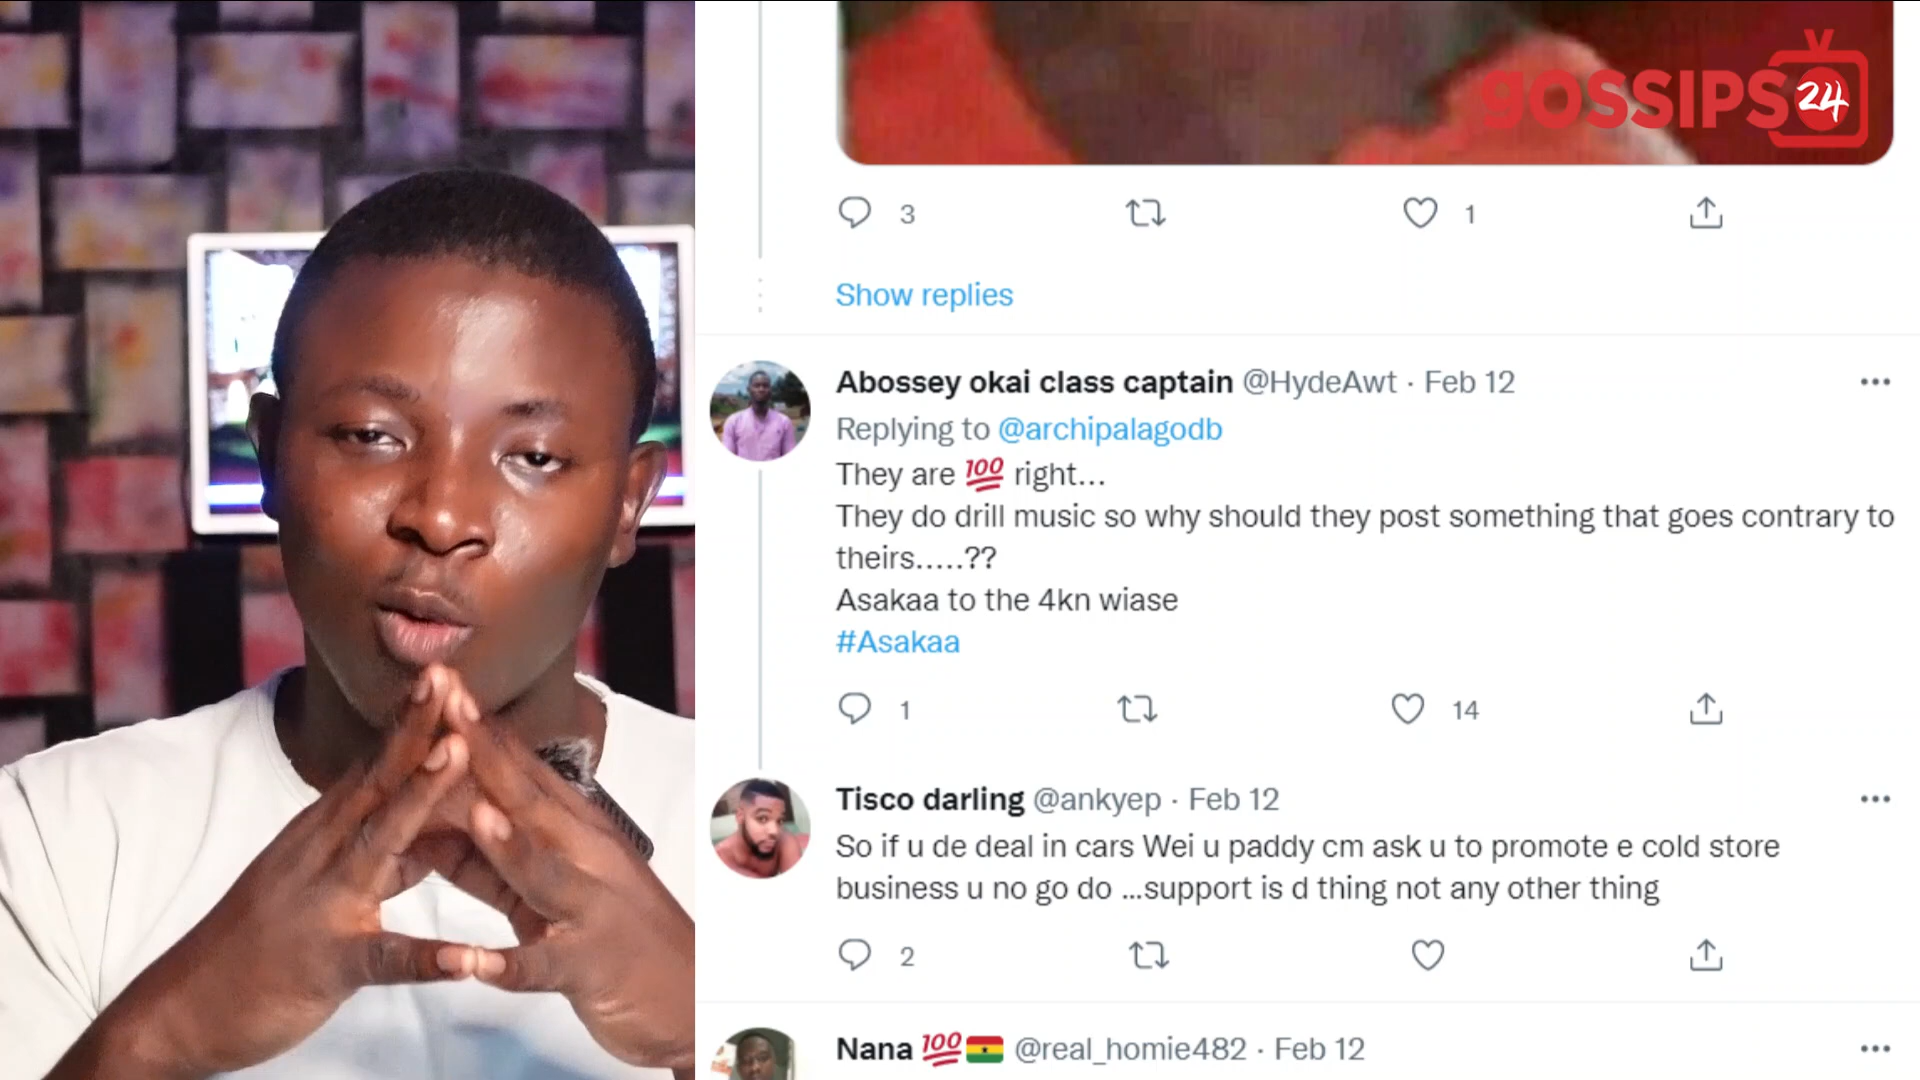 gOSSIPS24
3
1
Show replies
Abossey okai class captain @HydeAwt · Feb 12
Replying to @archipalagodb
They are 💯 right...
They do drill music so why should they post something that goes contrary to
theirs.....??
Asakaa to the 4kn wiase
#Asakaa
1
14
Tisco darling @ankyep · Feb 12
So if u de deal in cars Wei u paddy cm ask u to promote e cold store
business u no go do ...support is d thing not any other thing
2
Nana 💯🇬🇭 @real_homie482 · Feb 12